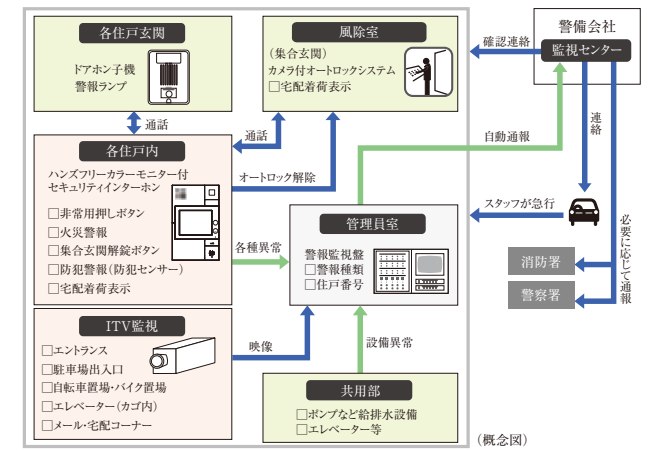 各住戸玄関
ドアホン子機
警報ランプ
風除室
(集合玄関)
カメラ付オートロックシステム
□宅配着荷表示
警備会社
監視センター
確認連絡
通話
通話
自動通報
連絡
各住戸内
ハンズフリーカラーモニター付
セキュリティインターホン
□非常用押しボタン
□火災警報
□集合玄関解錠ボタン
□防犯警報(防犯センサー)
□宅配着荷表示
オートロック解除
スタッフが急行
必要に応じて通報
各種異常
管理員室
警報監視盤
□警報種類
□住戸番号
消防署
警察署
ITV監視
□エントランス
□駐車場出入口
□自転車置場・バイク置場
□エレベーター(カゴ内)
□メール・宅配コーナー
映像
設備異常
共用部
□ポンプなど給排水設備
□エレベーター等
(概念図)